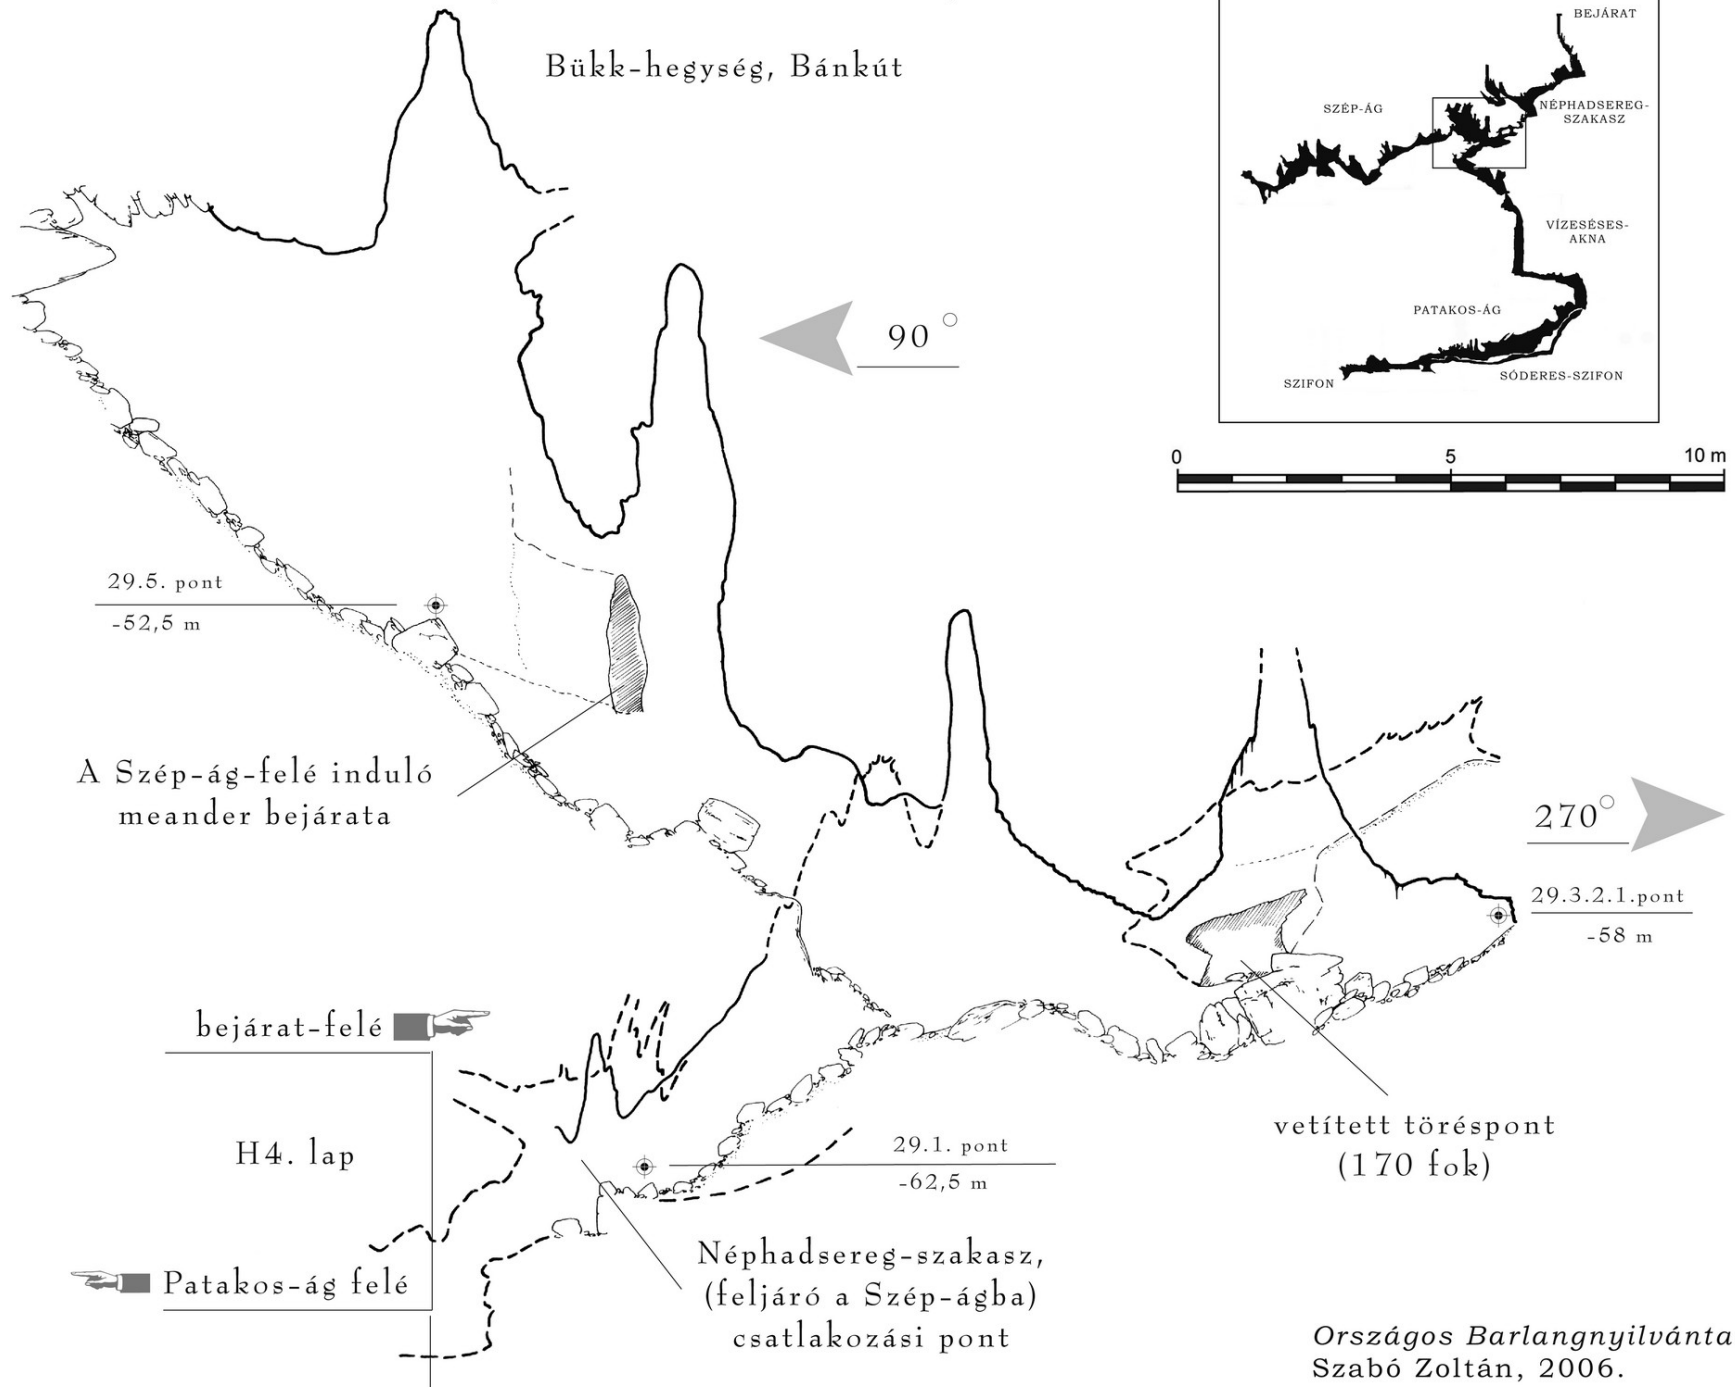 Bükk-hegység, Bánkút
BEJÁRAT
SZÉP-ÁG
NÉPHADSEREG-
SZAKASZ
VÍZESÉSES-
AKNA
PATAKOS-ÁG
SZIFON
SÓDERES-SZIFON
90°
0 5 10 m
29.5. pont
-52,5 m
A Szép-ág-felé induló
meander bejárata
270°
29.3.2.1.pont
-58 m
bejárat-felé
H4. lap
29.1. pont
-62,5 m
vetített töréspont
(170 fok)
Patakos-ág felé
Néphadsereg-szakasz,
(feljáró a Szép-ágba)
csatlakozási pont
Országos Barlangnyilvánta
Szabó Zoltán, 2006.